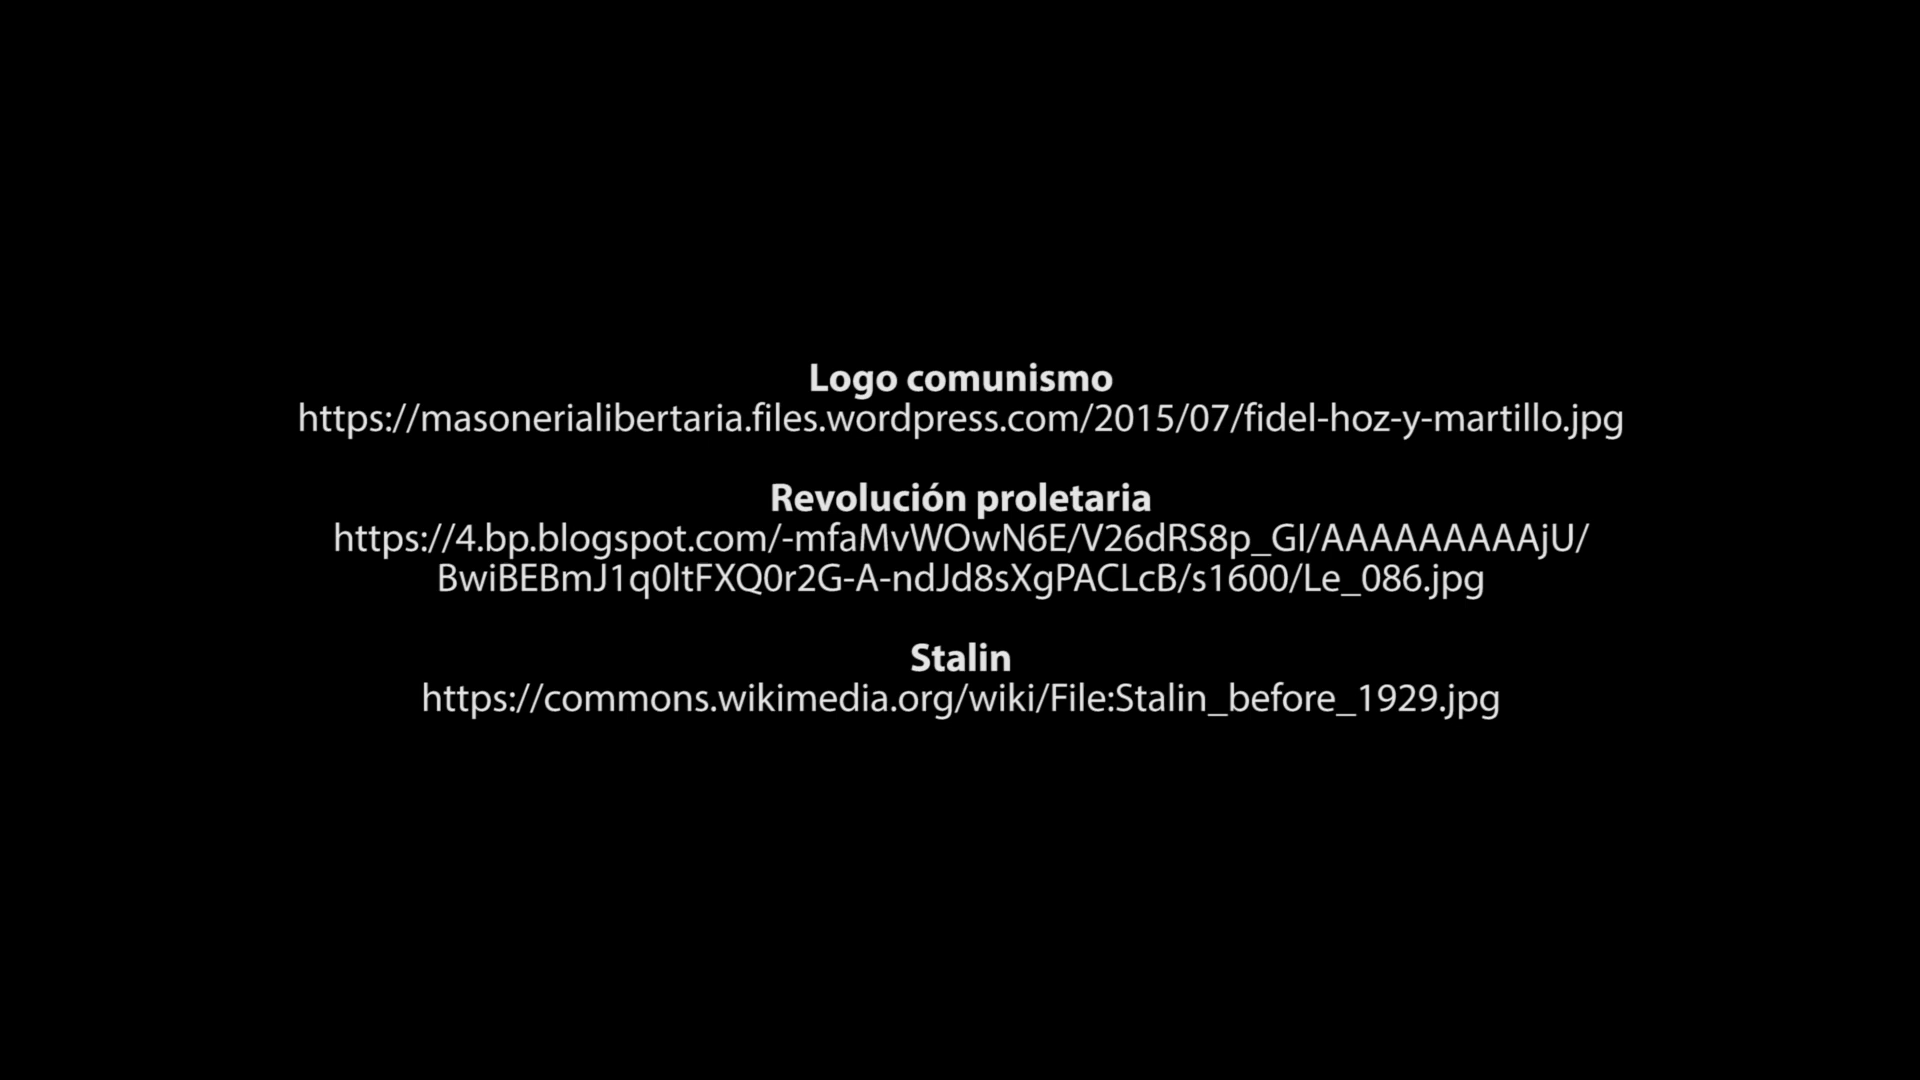 Logo comunismo
https://masonerialibertaria.files.wordpress.com/2015/07/fidel-hoz-y-martillo.jpg
Revolución proletaria
https://4.bp.blogspot.com/-mfaMvWOwN6E/V26dRS8p_GI/AAAAAAAAAjU/
BwiBEBmJ1q0ltFXQ0r2G-A-ndJd8sXgPACLcB/s1600/Le_086.jpg
Stalin
https://commons.wikimedia.org/wiki/File:Stalin_before_1929.jpg